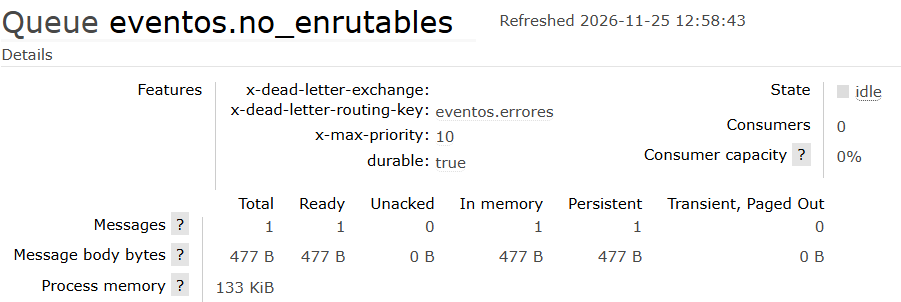 Queue eventos.no_enrutables Refreshed 2026-11-25 12:58:43
Details
Features x-dead-letter-exchange: State idle
x-dead-letter-routing-key: eventos.errores
Consumers 0
x-max-priority: 10
Consumer capacity ? 0%
durable: true
Total Ready Unacked In memory Persistent Transient, Paged Out
Messages ? 1 1 0 1 1 0
Message body bytes ? 477 B 477 B 0 B 477 B 477 B 0 B
Process memory ? 133 KiB